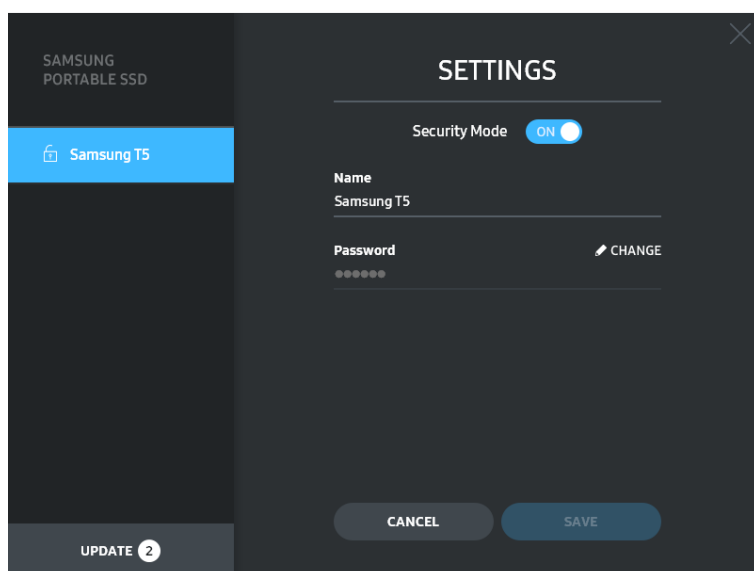 SAMSUNG
PORTABLE SSD
Samsung T5
UPDATE 2
SETTINGS
Security Mode ON
Name
Samsung T5
Password CHANGE
●●●●●●
CANCEL SAVE